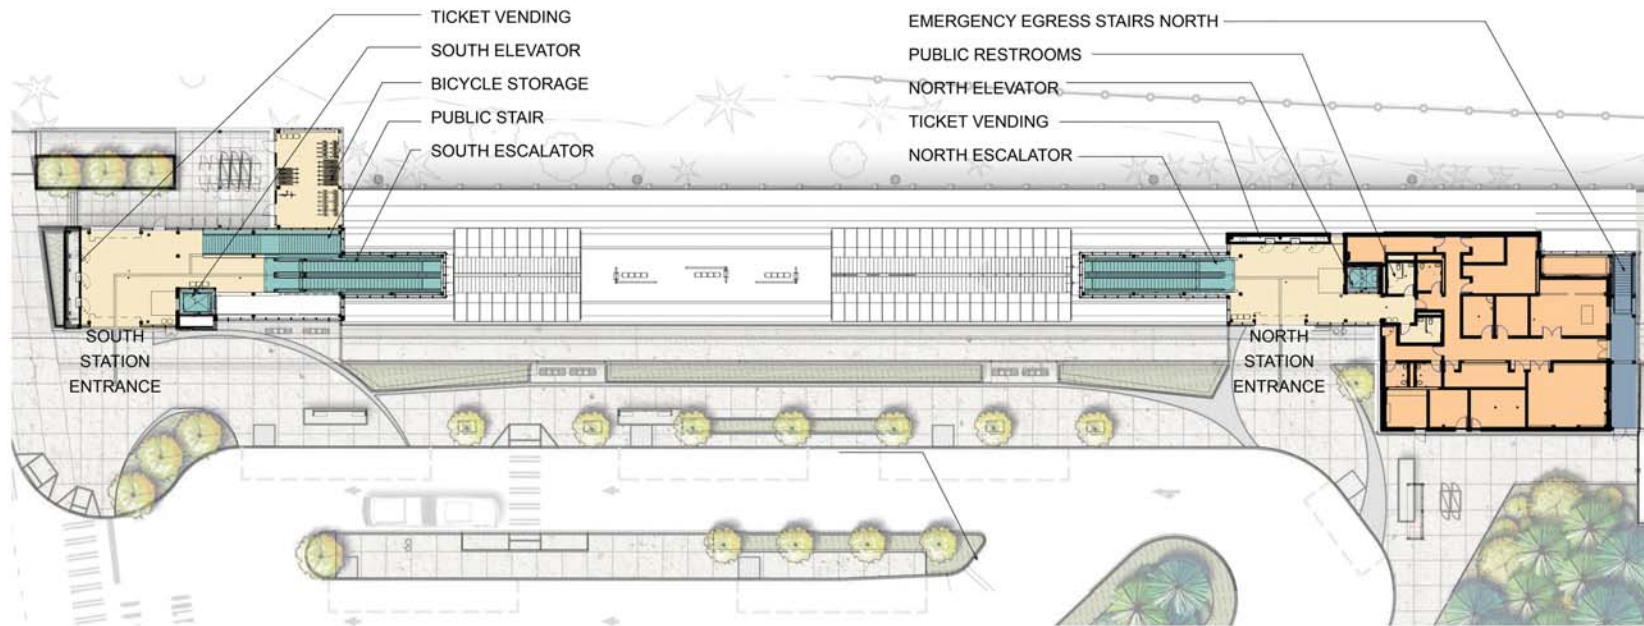 TICKET VENDING
SOUTH ELEVATOR
BICYCLE STORAGE
PUBLIC STAIR
SOUTH ESCALATOR
EMERGENCY EGRESS STAIRS NORTH
PUBLIC RESTROOMS
NORTH ELEVATOR
TICKET VENDING
NORTH ESCALATOR
SOUTH
STATION
ENTRANCE
NORTH
STATION
ENTRANCE